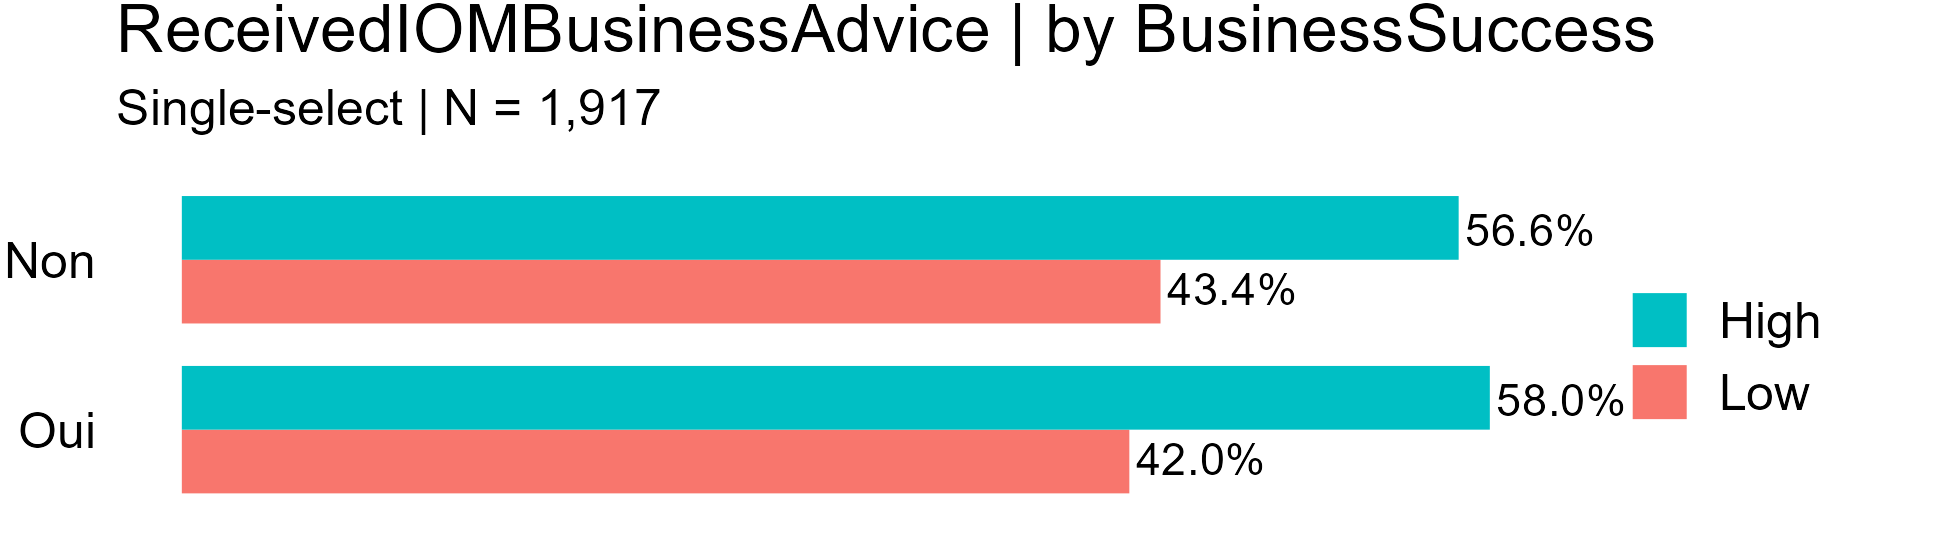 ReceivedIOMBusinessAdvice | by BusinessSuccess
Single-select | N = 1,917
Non
56.6%
43.4%
Oui
58.0%
42.0%
High
Low